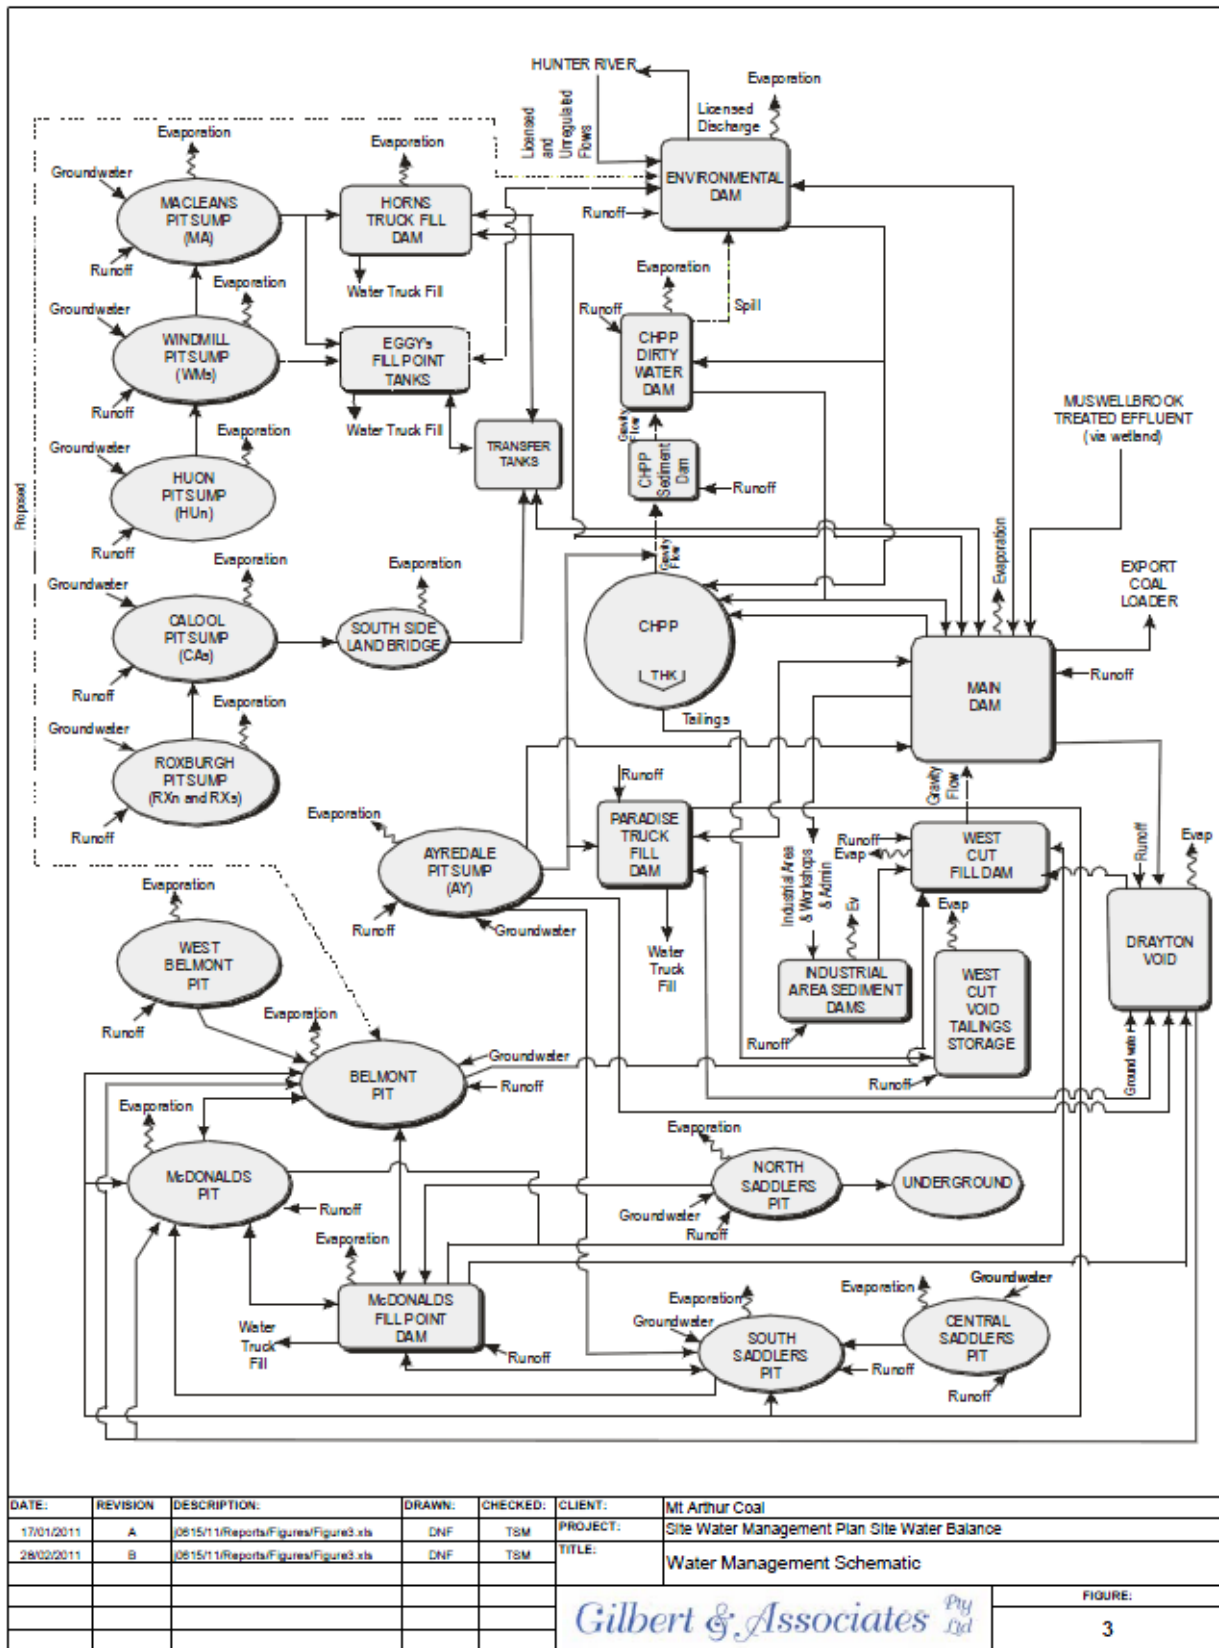 HUNTER RIVER
Evaporation
Licensed
Discharge
Licensed
and
Unregulated
Flows
ENVIRONMENTAL
DAM
Runoff
Proposed
Evaporation
Groundwater
MACLEANS
PIT SUMP
(MA)
Runoff
Evaporation
HORNS
TRUCK FILL
DAM
Water Truck Fill
Evaporation
Groundwater
WINDMILL
PIT SUMP
(WMs)
Runoff
EGGY's
FILL POINT
TANKS
Water Truck Fill
Evaporation
Runoff
CHPP
DIRTY
WATER
DAM
Spill
Gravity
Flow
TRANSFER
TANKS
CHPP
Sediment
Dam
Runoff
Gravity
Flow
MUSWELLBROOK
TREATED EFFLUENT
(via wetland)
Evaporation
Groundwater
HUON
PIT SUMP
(HUn)
Runoff
Evaporation
Groundwater
CALOOL
PIT SUMP
(CAs)
Runoff
Evaporation
SOUTH SIDE
LAND BRIDGE
CHPP
THK
Tailings
Evaporation
EXPORT
COAL
LOADER
MAIN
DAM
Runoff
Evaporation
Groundwater
ROXBURGH
PIT SUMP
(RXn and RXs)
Runoff
Gravity
Flow
Evaporation
AYREDALE
PIT SUMP
(AY)
Runoff
Groundwater
Runoff
PARADISE
TRUCK
FILL
DAM
Water
Truck
Fill
Industrial Area
& Workshops
& Admin
Runoff
Evap
WEST
CUT
FILL DAM
Runoff
Evap
DRAYTON
VOID
Groundwater
Ev
INDUSTRIAL
AREA SEDIMENT
DAMS
Runoff
Evap
WEST
CUT
VOID
TAILINGS
STORAGE
Runoff
Evaporation
WEST
BELMONT
PIT
Runoff
Evaporation
Groundwater
BELMONT
PIT
Runoff
Evaporation
McDONALDS
PIT
Runoff
Evaporation
NORTH
SADDLERS
PIT
Groundwater
Runoff
UNDERGROUND
Evaporation
McDONALDS
FILL POINT
DAM
Water
Truck
Fill
Runoff
Evaporation
Groundwater
SOUTH
SADDLERS
PIT
Runoff
Evaporation
Groundwater
CENTRAL
SADDLERS
PIT
Runoff
DATE: REVISION DESCRIPTION: DRAWN: CHECKED: CLIENT: Mt Arthur Coal
17/01/2011 A j0615/11/Reports/Figures/Figure3.xls DNF TSM PROJECT: Site Water Management Plan Site Water Balance
28/02/2011 B j0615/11/Reports/Figures/Figure3.xls DNF TSM TITLE: Water Management Schematic
Gilbert & Associates Pty Ltd
FIGURE:
3